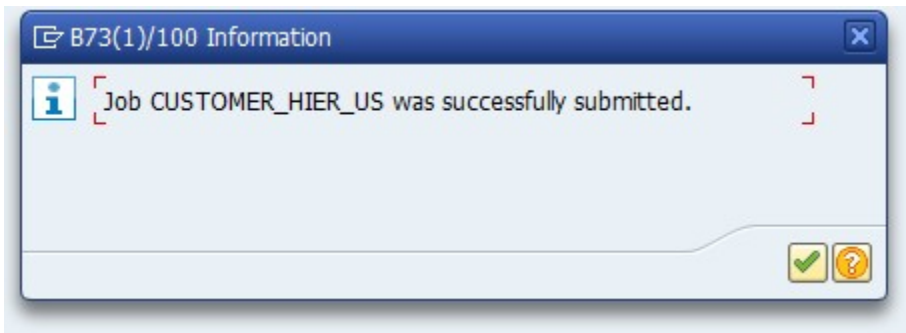 B73(1)/100 Information
Job CUSTOMER_HIER_US was successfully submitted.